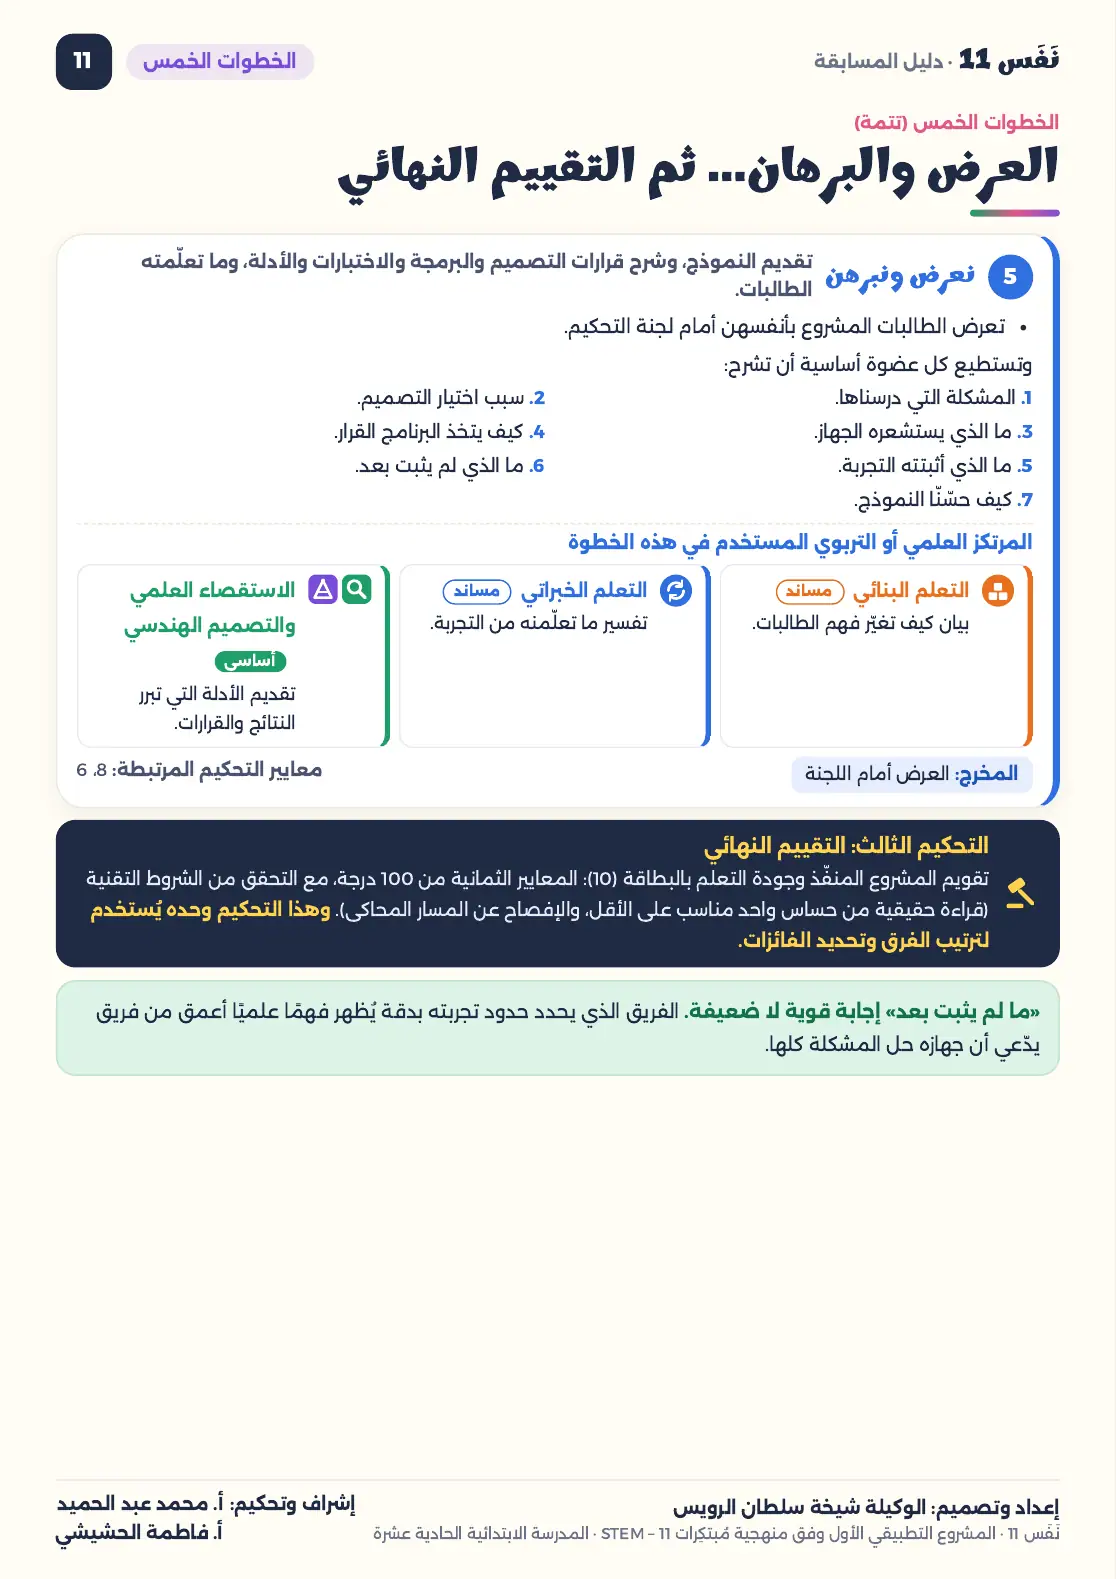 نَفَس 11 · دليل المسابقة
الخطوات الخمس
11
الخطوات الخمس (تتمة)
العرض والبرهان... ثم التقييم النهائي
5
نعرض ونبرهن
تقديم النموذج، وشرح قرارات التصميم والبرمجة والاختبارات والأدلة، وما تعلّمته
الطالبات.
• تعرض الطالبات المشروع بأنفسهن أمام لجنة التحكيم.
وتستطيع كل عضوة أساسية أن تشرح:
1. المشكلة التي درسناها.
2. سبب اختيار التصميم.
3. ما الذي يستشعره الجهاز.
4. كيف يتخذ البرنامج القرار.
5. ما الذي أثبتته التجربة.
6. ما الذي لم يثبت بعد.
7. كيف حسّنّا النموذج.
المرتكز العلمي أو التربوي المستخدم في هذه الخطوة
التعلم البنائي مساند
بيان كيف تغيّر فهم الطالبات.
التعلم الخبراتي مساند
تفسير ما تعلّمنه من التجربة.
الاستقصاء العلمي
والتصميم الهندسي
أساسي
تقديم الأدلة التي تبرر
النتائج والقرارات.
المخرج: العرض أمام اللجنة
معايير التحكيم المرتبطة: 8، 6
التحكيم الثالث: التقييم النهائي
تقويم المشروع المنفّذ وجودة التعلم بالبطاقة (10): المعايير الثمانية من 100 درجة، مع التحقق من الشروط التقنية
(قراءة حقيقية من حساس واحد مناسب على الأقل، والإفصاح عن المسار المحاكى). وهذا التحكيم وحده يُستخدم
لترتيب الفرق وتحديد الفائزات.
«ما لم يثبت بعد» إجابة قوية لا ضعيفة. الفريق الذي يحدد حدود تجربته بدقة يُظهر فهمًا علميًا أعمق من فريق
يدّعي أن جهازه حل المشكلة كلها.
إعداد وتصميم: الوكيلة شيخة سلطان الرويس
نَفَس 11 · المشروع التطبيقي الأول وفق منهجية مُبتكِرات STEM – 11 · المدرسة الابتدائية الحادية عشرة
إشراف وتحكيم: أ. محمد عبد الحميد
أ. فاطمة الحشيشي